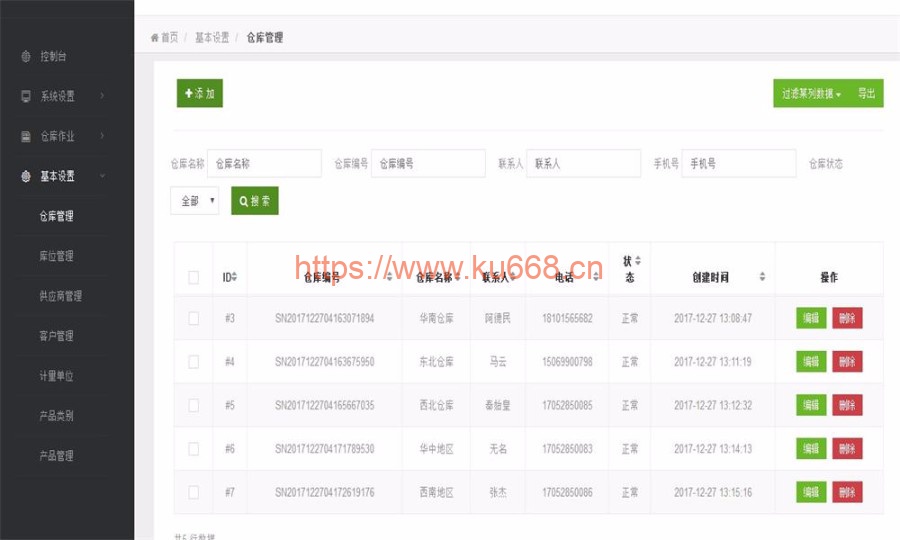 首页 / 基本设置 / 仓库管理
控制台
系统设置
仓库作业
基本设置
仓库管理
库位管理
供应商管理
客户管理
计量单位
产品类别
产品管理
添加
过滤某列数据 导出
仓库名称 仓库名称 仓库编号 仓库编号 联系人 联系人 手机号 手机号 仓库状态
全部 搜索
https://www.ku668.cn
ID 仓库编号 仓库名称 联系人 电话 状态 创建时间 操作
#3 SN2017122704163071894 华南仓库 阿德民 18101565682 正常 2017-12-27 13:08:47 编辑 删除
#4 SN2017122704163675950 东北仓库 马云 15069900798 正常 2017-12-27 13:11:19 编辑 删除
#5 SN2017122704165667035 西北仓库 17052850085 正常 2017-12-27 13:12:32 编辑 删除
#6 SN2017122704171789530 华中地区 无名 17052850083 正常 2017-12-27 13:14:13 编辑 删除
#7 SN2017122704172619176 西南地区 张杰 17052850086 正常 2017-12-27 13:15:16 编辑 删除